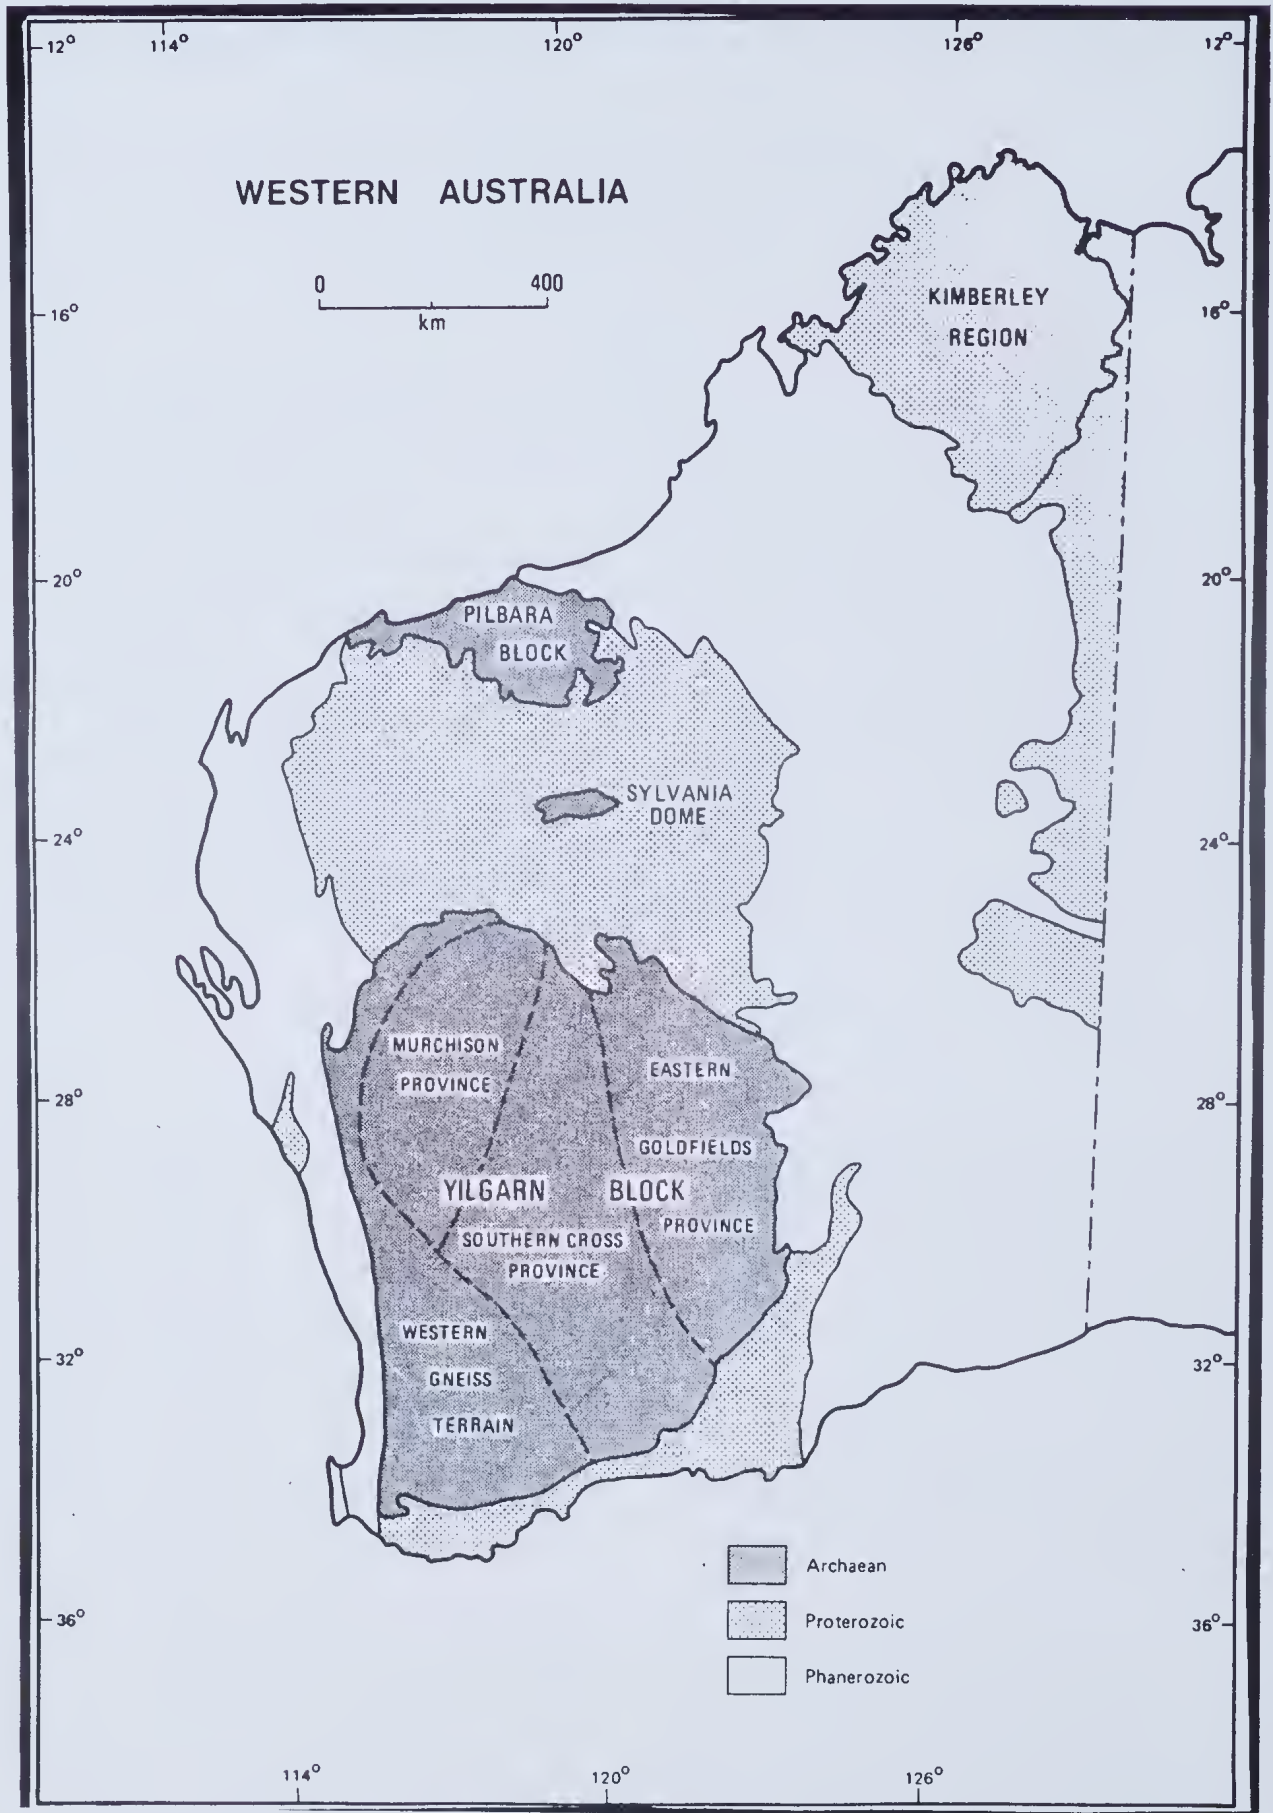 114° 120° 126°
12° 12°
WESTERN AUSTRALIA
0 400
km
KIMBERLEY
REGION
16° 16°
20° 20°
PILBARA
BLOCK
SYLVANIA
DOME
24° 24°
MURCHISON
PROVINCE
EASTERN
GOLDFIELDS
PROVINCE
28° 28°
YILGARN BLOCK
SOUTHERN CROSS
PROVINCE
WESTERN
GNEISS
TERRAIN
32° 32°
Archaean
Proterozoic
Phanerozoic
36° 36°
114° 120° 126°